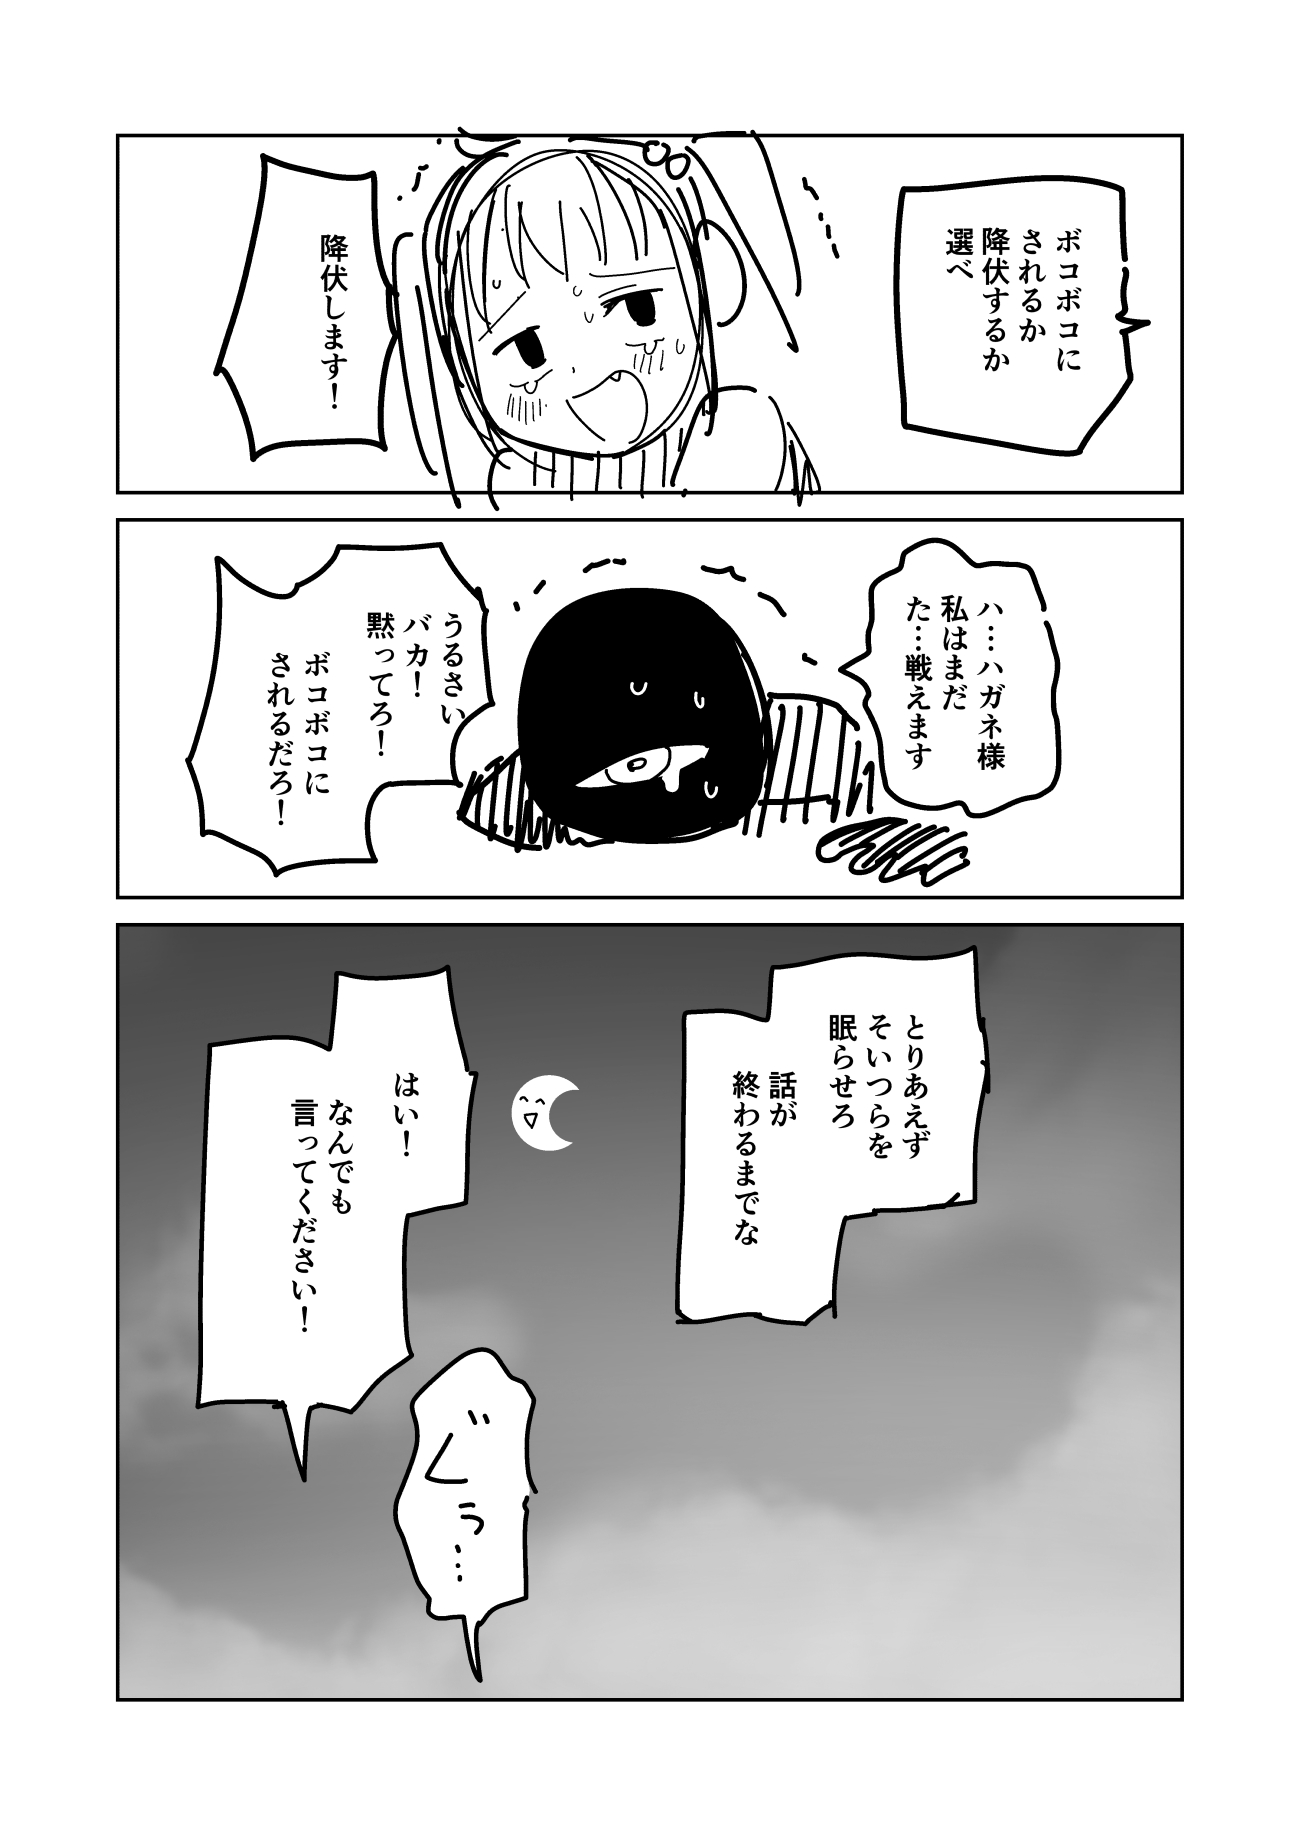 ボコボコに
されるか
降伏するか
選べ
降伏します！
ハ…ハガネ様
私はまだ
た…戦えます
うるさい
バカ！
黙ってろ！
ボコボコに
されるだろ！
とりあえず
そいつらを
眠らせろ
話が
終わるまでな
はい！
なんでも
言ってください！
ぐぅ…